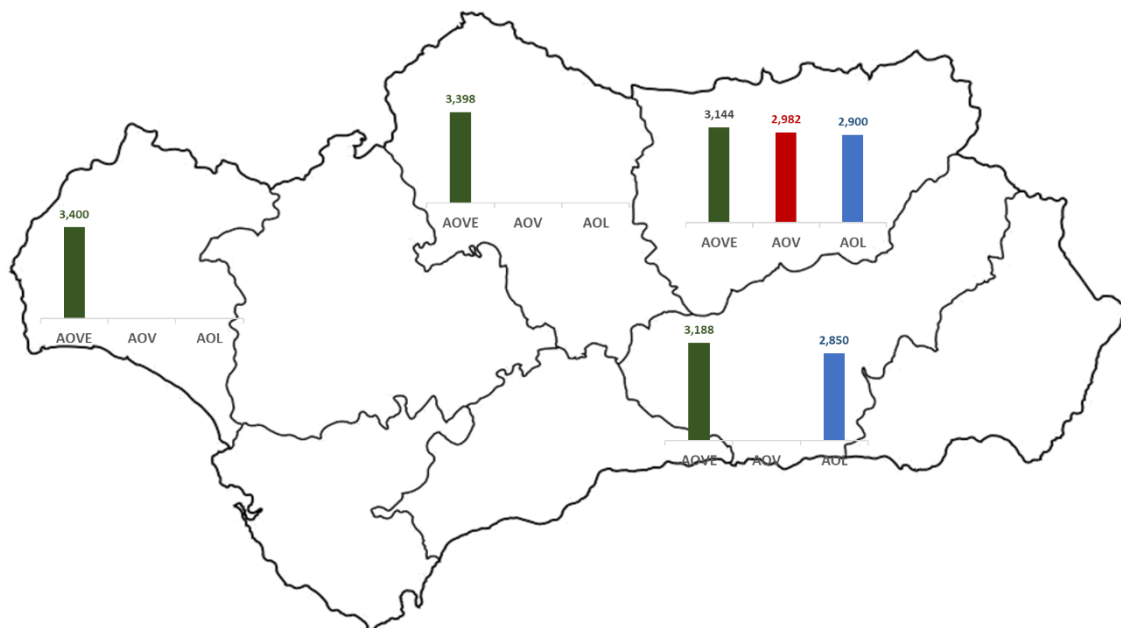 3,398
AOVE AOV AOL
3,144 2,982 2,900
AOVE AOV AOL
3,400
AOVE AOV AOL
3,188 2,850
AOVE AOV AOL